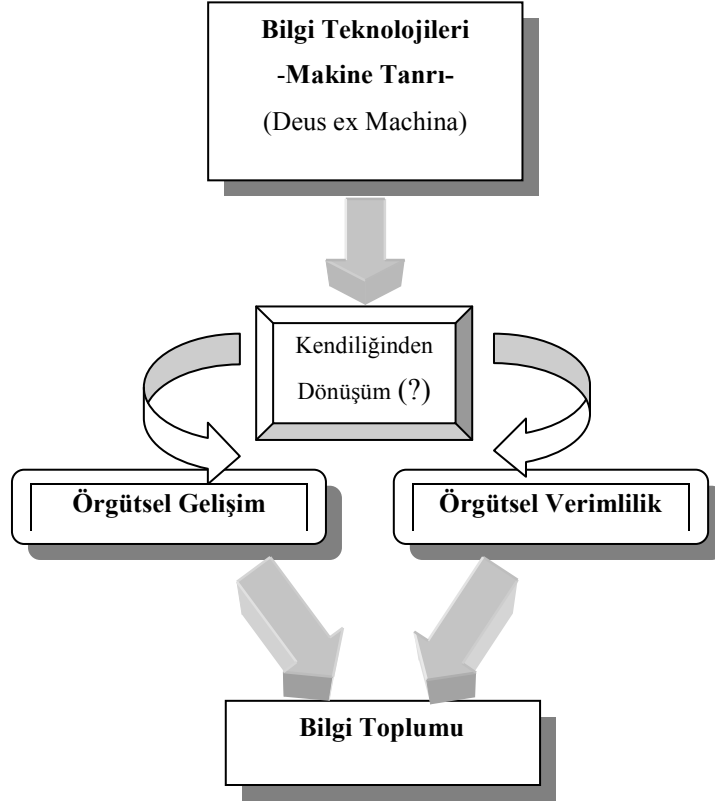 Bilgi Teknolojileri
-Makine Tanrı-
(Deus ex Machina)
Kendiliğinden
Dönüşüm (?)
Örgütsel Gelişim
Örgütsel Verimlilik
Bilgi Toplumu